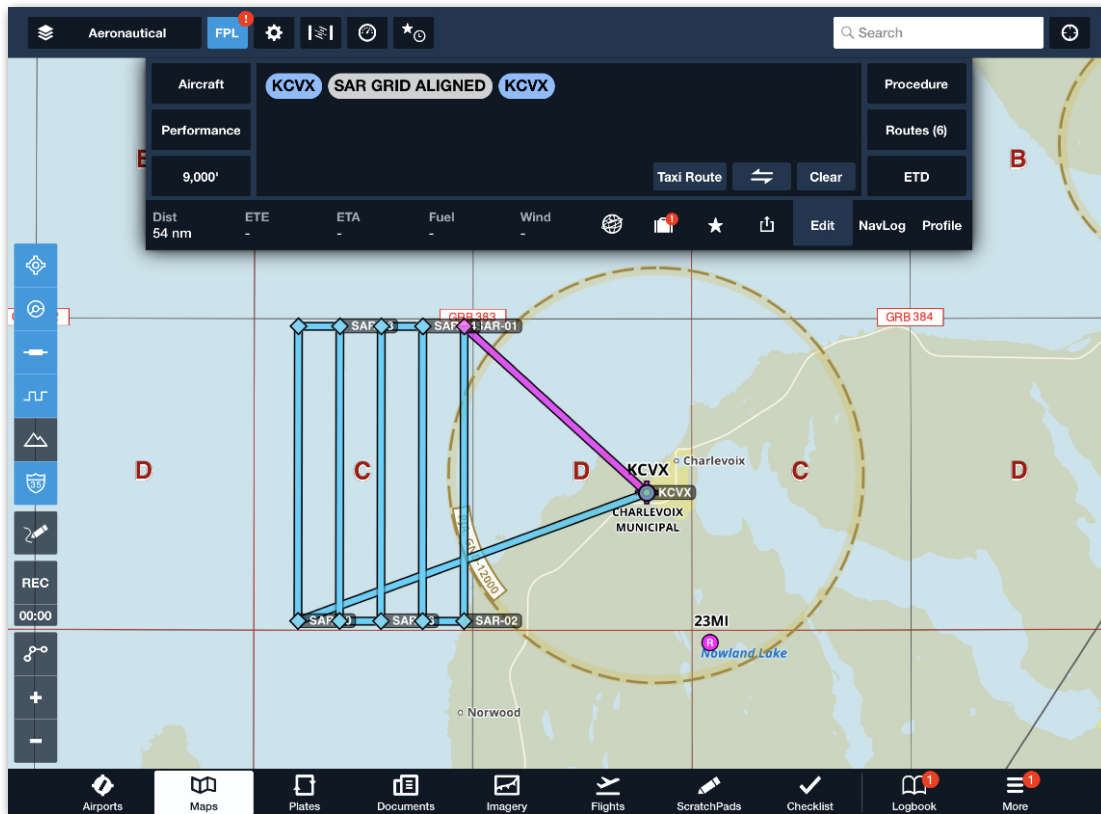 Aeronautical
FPL
!
Search
Aircraft
KCVX SAR GRID ALIGNED KCVX
Procedure
Performance
Routes (6)
9,000'
Taxi Route
Clear
ETD
B
Dist ETE ETA Fuel Wind
54 nm - - - -
!
Edit NavLog Profile
GRB 383
GRB 384
SAR-01
D C D C D
KCVX
Charlevoix
KCVX
CHARLEVOIX
MUNICIPAL
35
-12000
REC
00:00
SAR-02
23MI
R
Nowland Lake
Norwood
Airports
Maps
Plates
Documents
Imagery
Flights
ScratchPads
Checklist
1
Logbook
1
More